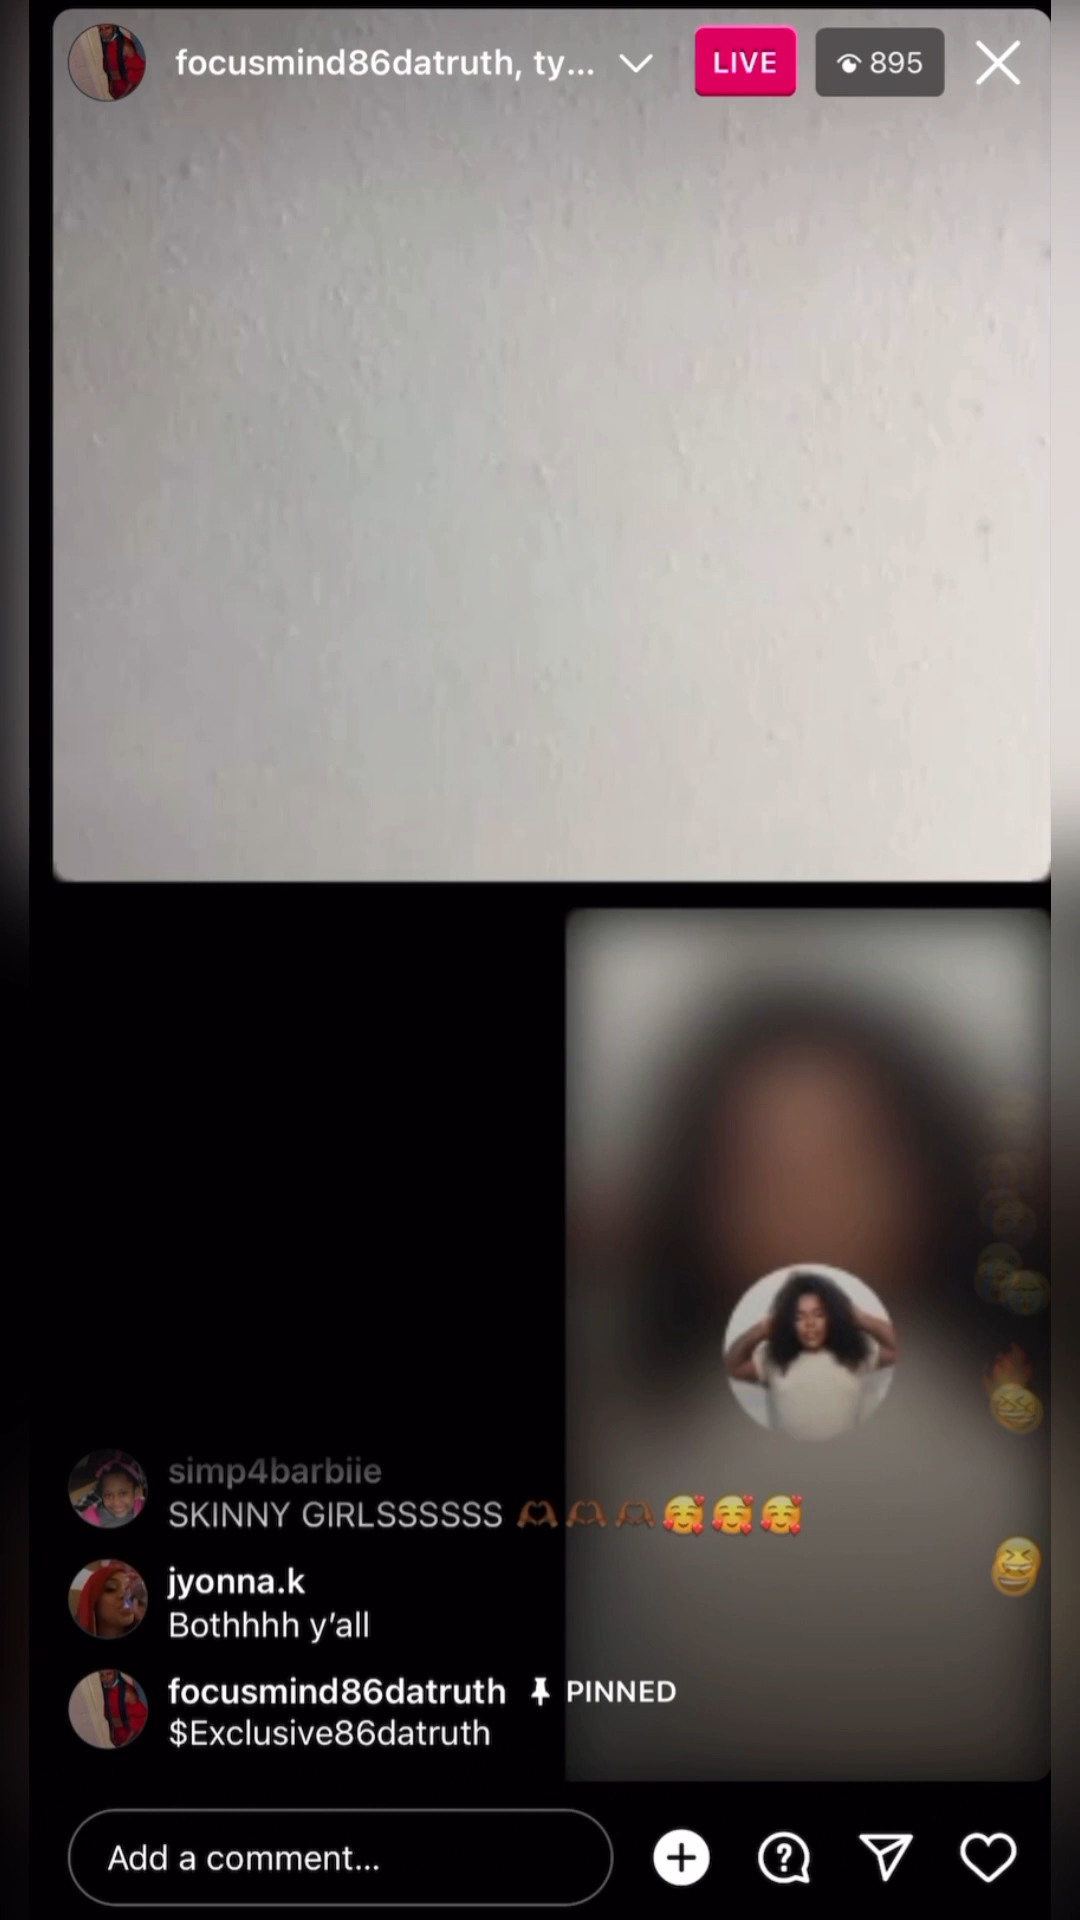 focusmind86datruth, ty...
LIVE
895
simp4barbiie
SKINNY GIRLSSSSSS 🫶🏾🫶🏾🫶🏾🥰🥰🥰
jyonna.k
Bothhhh y’all
focusmind86datruth PINNED
$Exclusive86datruth
Add a comment...